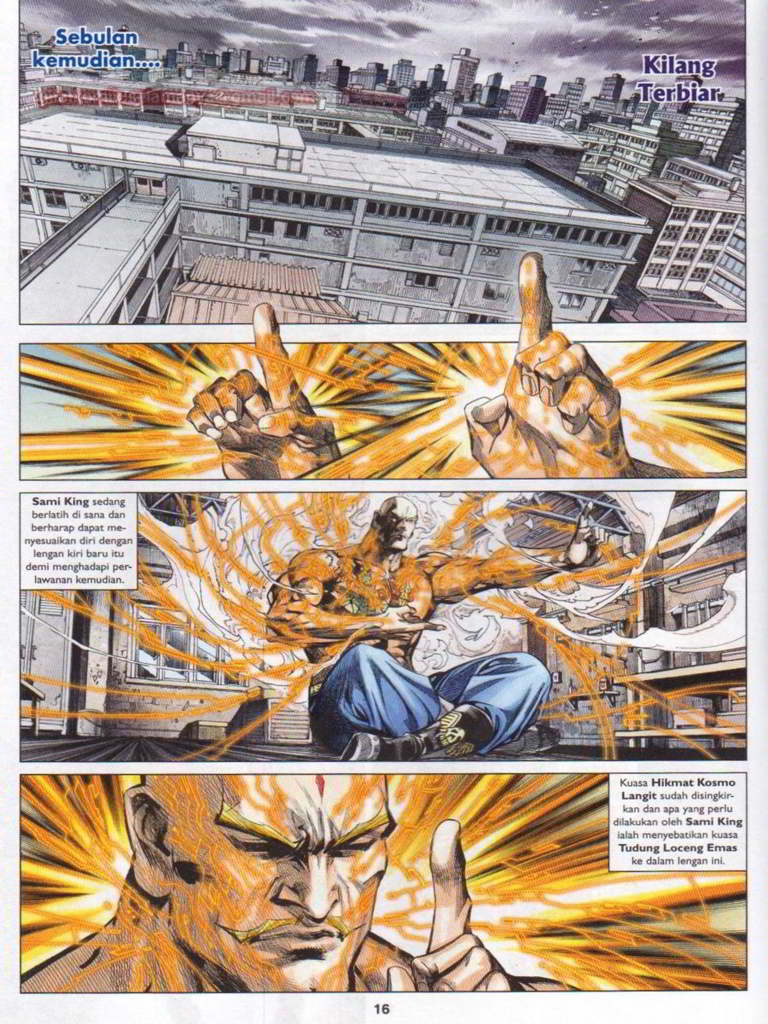 Sebulan
kemudian....
Kilang
Terbiar
Sami King sedang
berlatih di sana dan
berharap dapat me-
nyesuaikan diri dengan
lengan kiri baru itu
demi menghadapi per-
lawanan kemudian.
Kuasa Hikmat Kosmo
Langit sudah disingkir-
kan dan apa yang perlu
dilakukan oleh Sami King
ialah menyebatikan kuasa
Tudung Loceng Emas
ke dalam lengan ini.
16